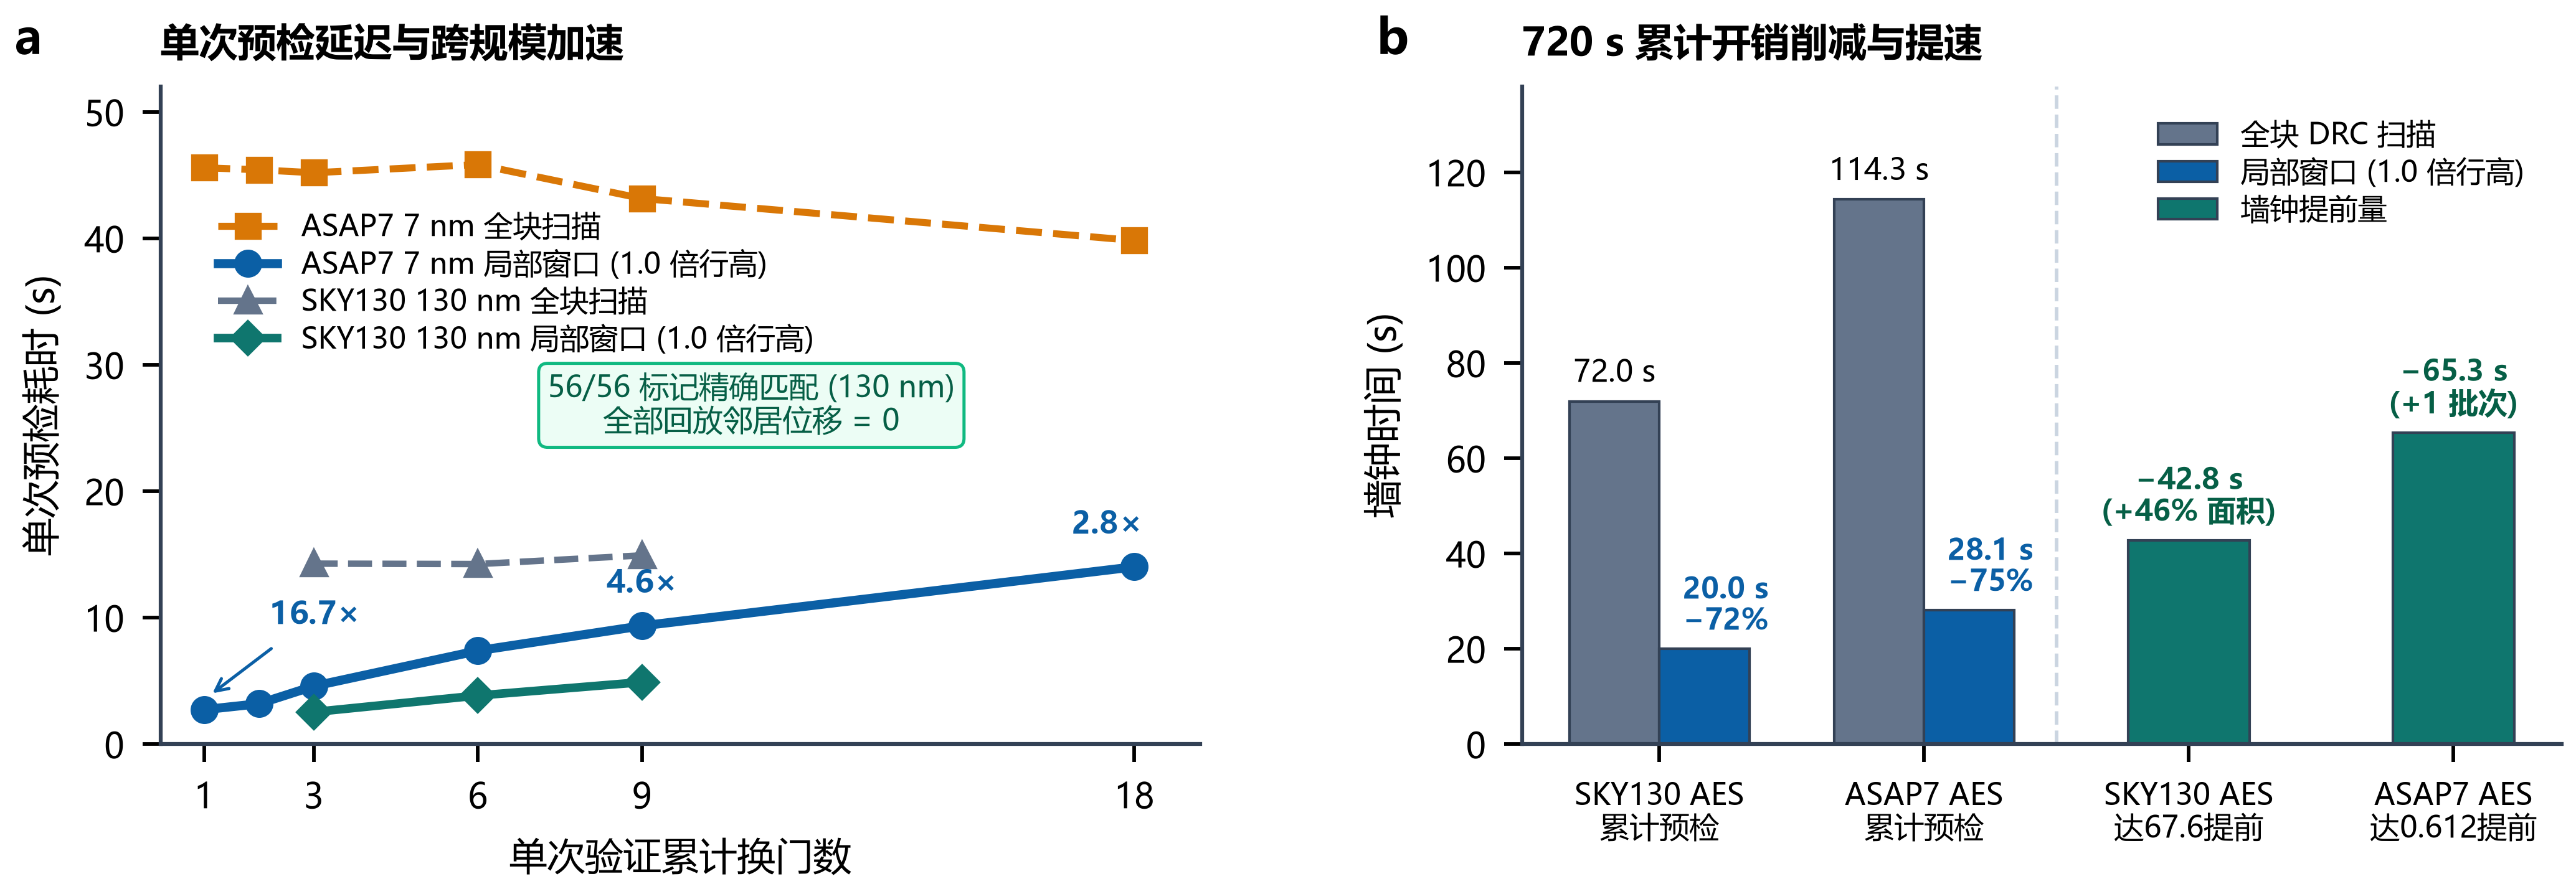 a
单次预检延迟与跨规模加速
单次预检耗时 (s)
50
40
30
20
10
0
ASAP7 7 nm 全块扫描
ASAP7 7 nm 局部窗口 (1.0 倍行高)
SKY130 130 nm 全块扫描
SKY130 130 nm 局部窗口 (1.0 倍行高)
56/56 标记精确匹配 (130 nm)
全部回放邻居位移 = 0
16.7×
4.6×
2.8×
1
3
6
9
18
单次验证累计换门数
b
720 s 累计开销削减与提速
墙钟时间 (s)
120
100
80
60
40
20
0
全块 DRC 扫描
局部窗口 (1.0 倍行高)
墙钟提前量
72.0 s
20.0 s
−72%
114.3 s
28.1 s
−75%
−42.8 s
(+46% 面积)
−65.3 s
(+1 批次)
SKY130 AES
累计预检
ASAP7 AES
累计预检
SKY130 AES
达67.6提前
ASAP7 AES
达0.612提前